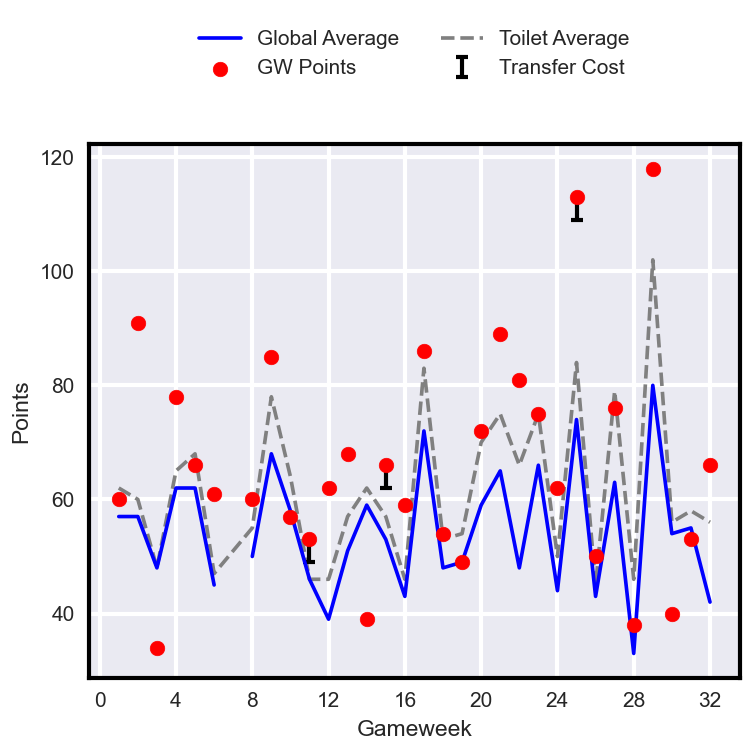 Global Average Toilet Average
GW Points Transfer Cost
120
100
80
60
40
Points
0 4 8 12 16 20 24 28 32
Gameweek